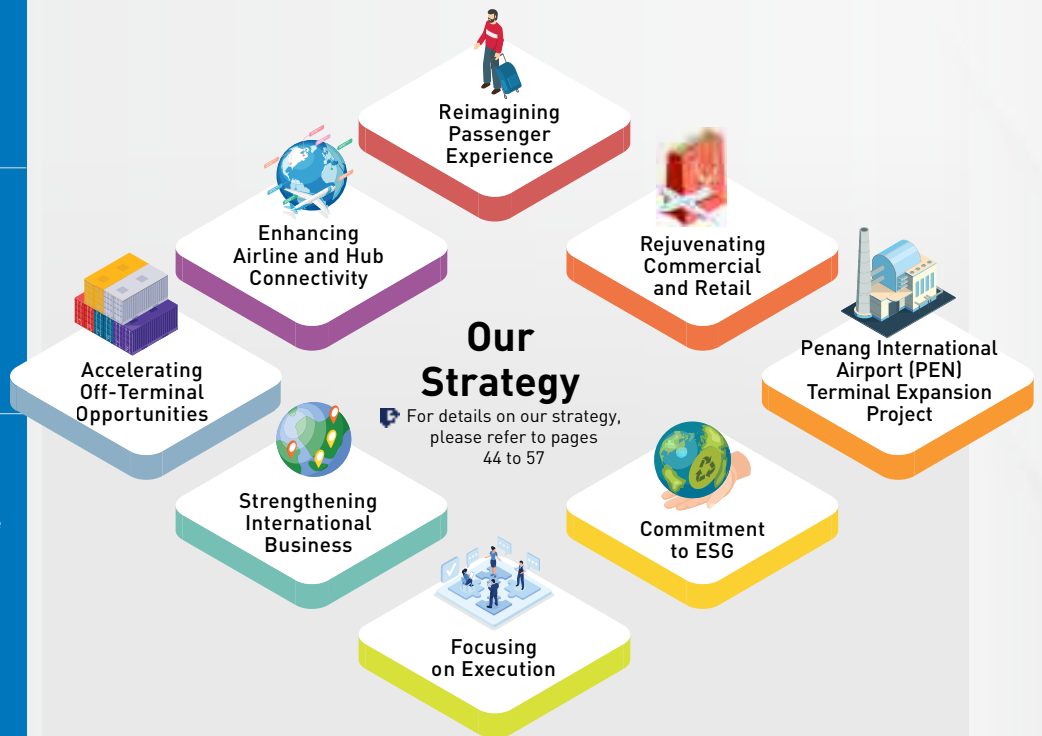 Reimagining
Passenger
Experience
Enhancing
Airline and Hub
Connectivity
Rejuvenating
Commercial
and Retail
Accelerating
Off-Terminal
Opportunities
Our
Strategy
For details on our strategy,
please refer to pages
44 to 57
Penang International
Airport (PEN)
Terminal Expansion
Project
Strengthening
International
Business
Commitment
to ESG
Focusing
on Execution